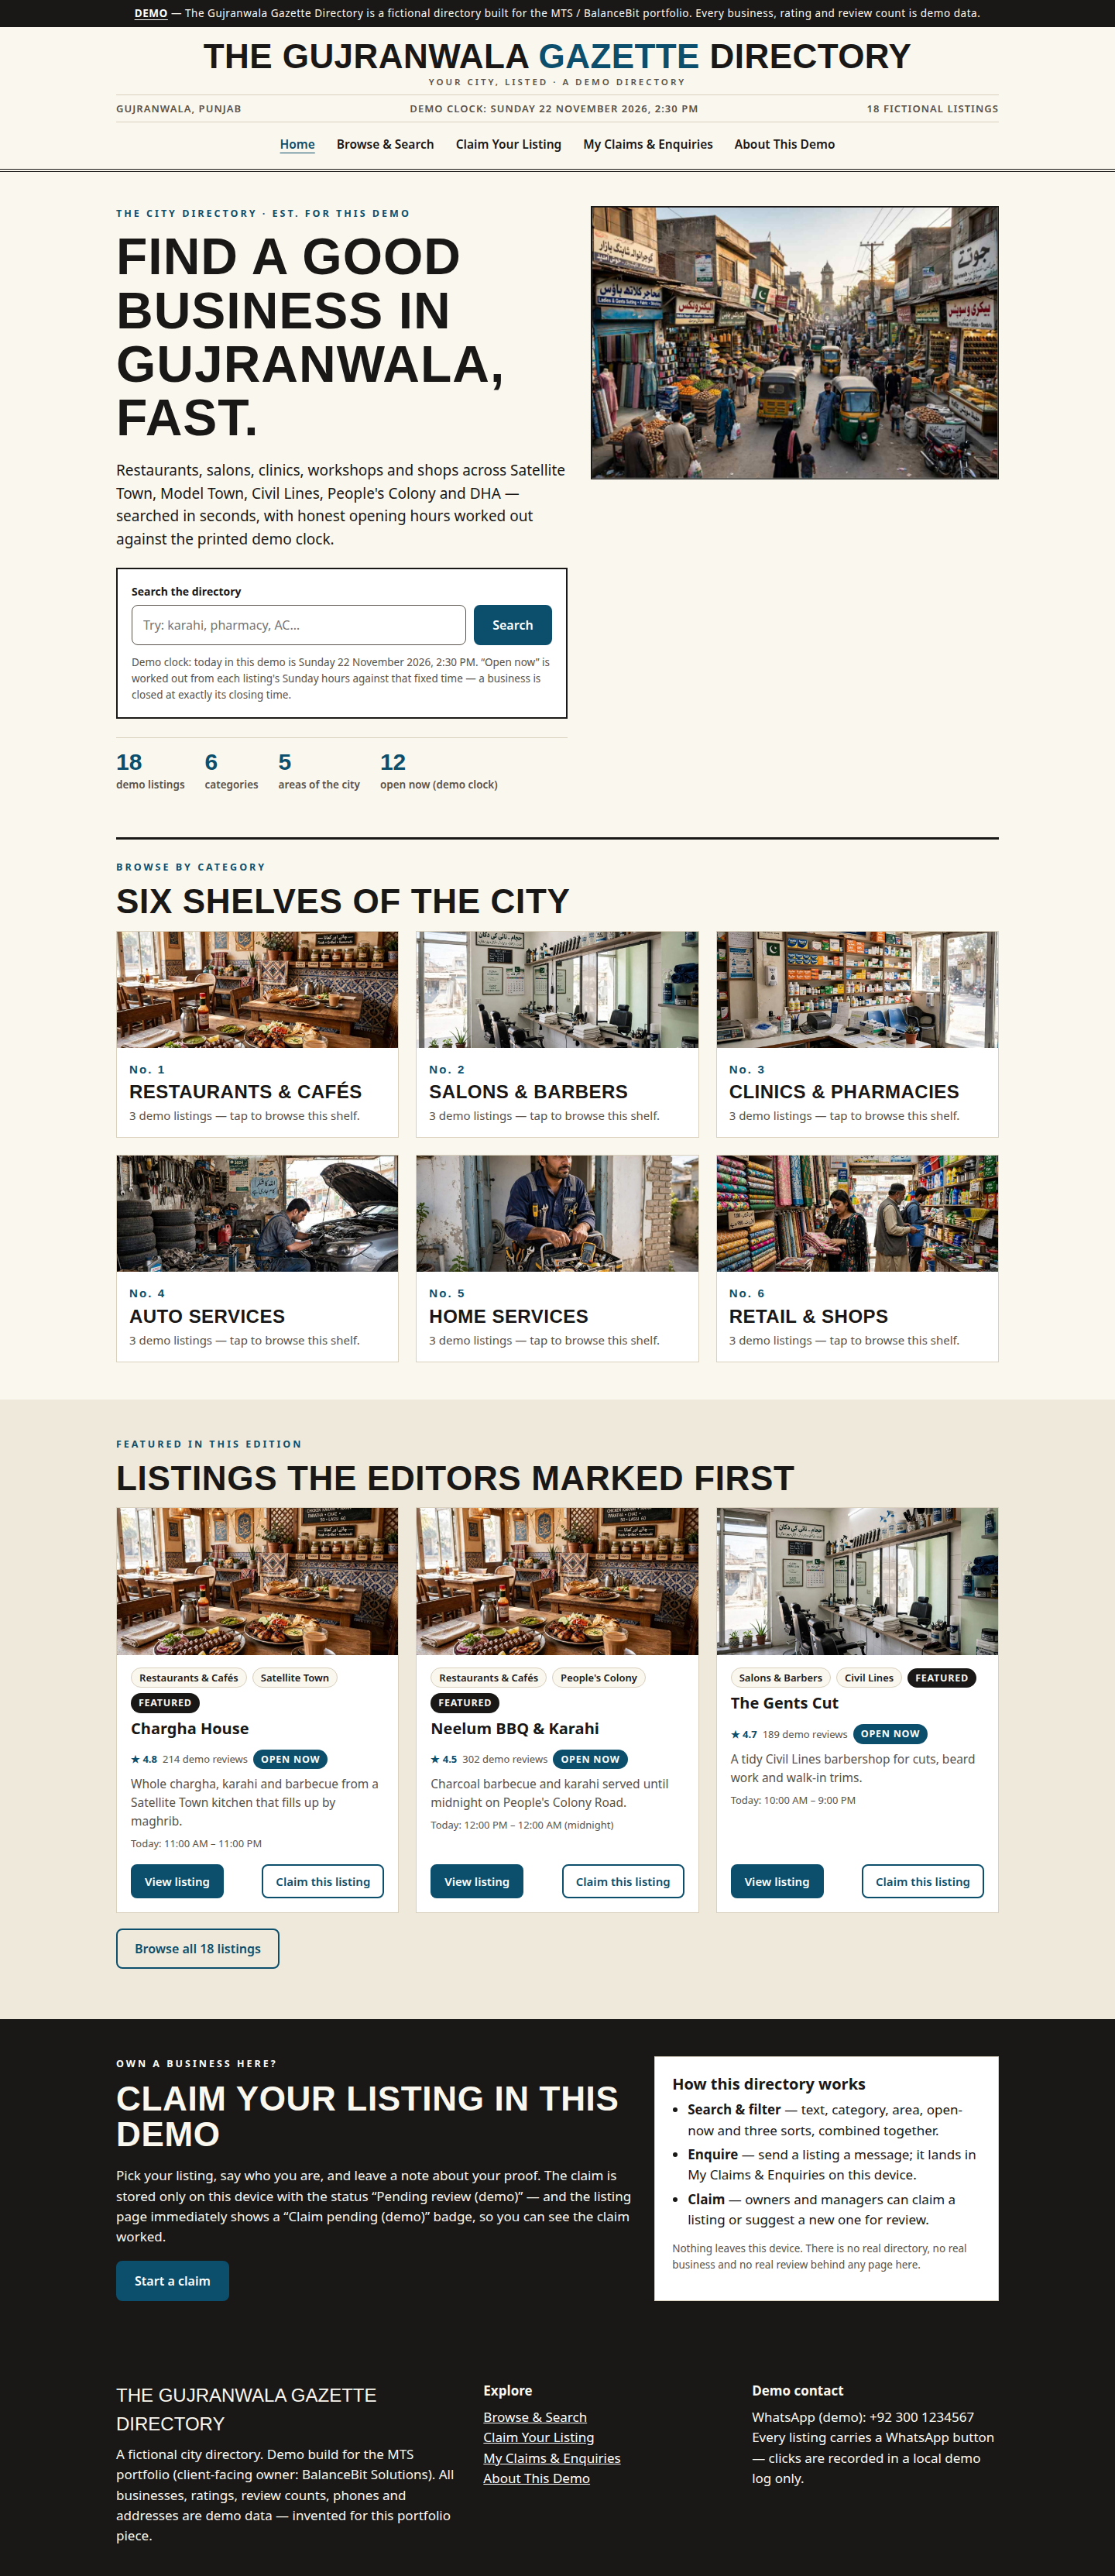 DEMO — The Gujranwala Gazette Directory is a fictional directory built for the MTS / BalanceBit portfolio. Every business, rating and review count is demo data.
THE GUJRANWALA GAZETTE DIRECTORY
YOUR CITY, LISTED · A DEMO DIRECTORY
GUJRANWALA, PUNJAB
DEMO CLOCK: SUNDAY 22 NOVEMBER 2026, 2:30 PM
18 FICTIONAL LISTINGS
Home Browse & Search Claim Your Listing My Claims & Enquiries About This Demo
THE CITY DIRECTORY · EST. FOR THIS DEMO
FIND A GOOD
BUSINESS IN
GUJRANWALA,
FAST.
Restaurants, salons, clinics, workshops and shops across Satellite
Town, Model Town, Civil Lines, People's Colony and DHA —
searched in seconds, with honest opening hours worked out
against the printed demo clock.
Search the directory
Try: karahi, pharmacy, AC...
Search
Demo clock: today in this demo is Sunday 22 November 2026, 2:30 PM. “Open now” is
worked out from each listing's Sunday hours against that fixed time — a business is
closed at exactly its closing time.
18 6 5 12
demo listings categories areas of the city open now (demo clock)
BROWSE BY CATEGORY
SIX SHELVES OF THE CITY
No. 1
RESTAURANTS & CAFÉS
3 demo listings — tap to browse this shelf.
No. 2
SALONS & BARBERS
3 demo listings — tap to browse this shelf.
No. 3
CLINICS & PHARMACIES
3 demo listings — tap to browse this shelf.
No. 4
AUTO SERVICES
3 demo listings — tap to browse this shelf.
No. 5
HOME SERVICES
3 demo listings — tap to browse this shelf.
No. 6
RETAIL & SHOPS
3 demo listings — tap to browse this shelf.
FEATURED IN THIS EDITION
LISTINGS THE EDITORS MARKED FIRST
Restaurants & Cafés Satellite Town
FEATURED
Chargha House
★ 4.8 214 demo reviews OPEN NOW
Whole chargha, karahi and barbecue from a
Satellite Town kitchen that fills up by
maghrib.
Today: 11:00 AM – 11:00 PM
View listing Claim this listing
Restaurants & Cafés People's Colony
FEATURED
Neelum BBQ & Karahi
★ 4.5 302 demo reviews OPEN NOW
Charcoal barbecue and karahi served until
midnight on People's Colony Road.
Today: 12:00 PM – 12:00 AM (midnight)
View listing Claim this listing
Salons & Barbers Civil Lines FEATURED
The Gents Cut
★ 4.7 189 demo reviews OPEN NOW
A tidy Civil Lines barbershop for cuts, beard
work and walk-in trims.
Today: 10:00 AM – 9:00 PM
View listing Claim this listing
Browse all 18 listings
OWN A BUSINESS HERE?
CLAIM YOUR LISTING IN THIS
DEMO
Pick your listing, say who you are, and leave a note about your proof. The claim is
stored only on this device with the status “Pending review (demo)” — and the listing
page immediately shows a “Claim pending (demo)” badge, so you can see the claim
worked.
Start a claim
How this directory works
• Search & filter — text, category, area, open-
now and three sorts, combined together.
• Enquire — send a listing a message; it lands in
My Claims & Enquiries on this device.
• Claim — owners and managers can claim a
listing or suggest a new one for review.
Nothing leaves this device. There is no real directory, no real
business and no real review behind any page here.
THE GUJRANWALA GAZETTE
DIRECTORY
A fictional city directory. Demo build for the MTS
portfolio (client-facing owner: BalanceBit Solutions). All
businesses, ratings, review counts, phones and
addresses are demo data — invented for this portfolio
piece.
Explore
Browse & Search
Claim Your Listing
My Claims & Enquiries
About This Demo
Demo contact
WhatsApp (demo): +92 300 1234567
Every listing carries a WhatsApp button
— clicks are recorded in a local demo
log only.